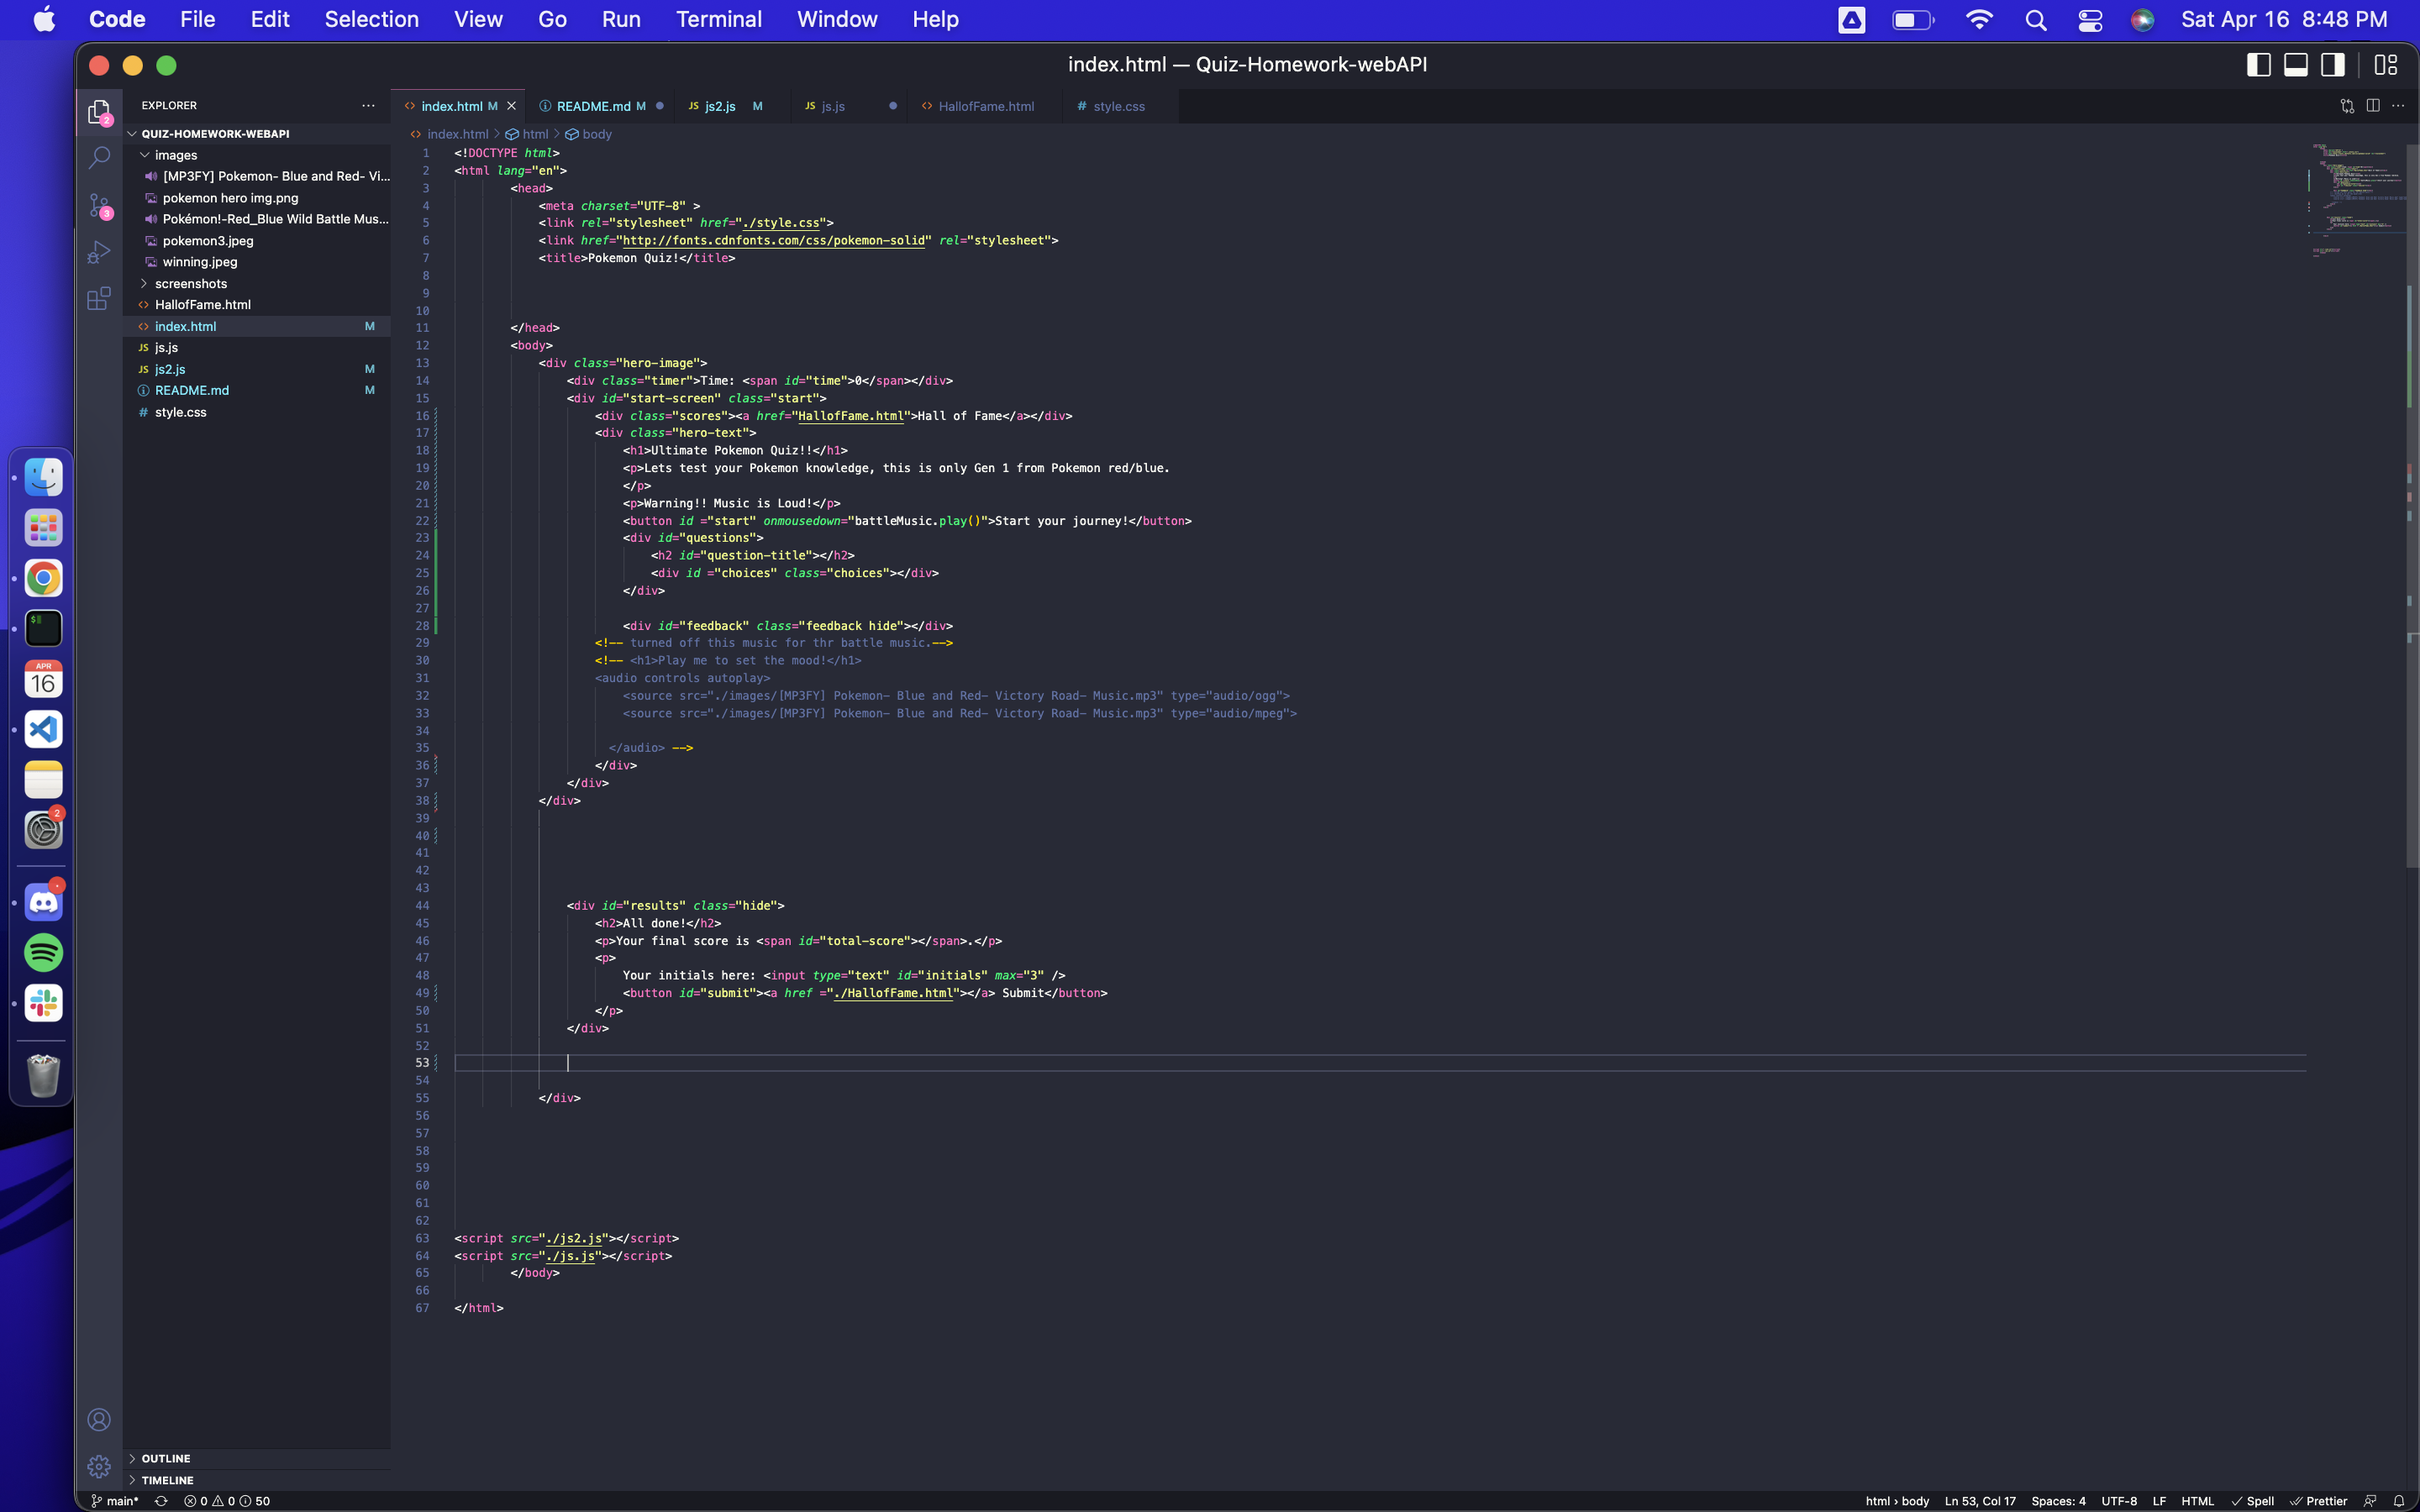 Code File Edit Selection View Go Run Terminal Window Help Sat Apr 16 8:48 PM
index.html — Quiz-Homework-webAPI
EXPLORER
index.html M README.md M JS js2.js M JS js.js HallofFame.html # style.css
QUIZ-HOMEWORK-WEBAPI
index.html > html > body
images
[MP3FY] Pokemon- Blue and Red- Vi...
pokemon hero img.png
Pokémon!-Red_Blue Wild Battle Mus...
pokemon3.jpeg
winning.jpeg
screenshots
HallofFame.html
index.html M
JS js.js
JS js2.js M
README.md M
# style.css
2
3
APR
16
2
OUTLINE
TIMELINE
1 <!DOCTYPE html>
2 <html lang="en">
3 <head>
4 <meta charset="UTF-8" >
5 <link rel="stylesheet" href="./style.css">
6 <link href="http://fonts.cdnfonts.com/css/pokemon-solid" rel="stylesheet">
7 <title>Pokemon Quiz!</title>
8
9
10
11 </head>
12 <body>
13 <div class="hero-image">
14 <div class="timer">Time: <span id="time">0</span></div>
15 <div id="start-screen" class="start">
16 <div class="scores"><a href="HallofFame.html">Hall of Fame</a></div>
17 <div class="hero-text">
18 <h1>Ultimate Pokemon Quiz!!</h1>
19 <p>Lets test your Pokemon knowledge, this is only Gen 1 from Pokemon red/blue.
20 </p>
21 <p>Warning!! Music is Loud!</p>
22 <button id ="start" onmousedown="battleMusic.play()">Start your journey!</button>
23 <div id="questions">
24 <h2 id="question-title"></h2>
25 <div id ="choices" class="choices"></div>
26 </div>
27
28 <div id="feedback" class="feedback hide"></div>
29 <!-- turned off this music for thr battle music.-->
30 <!-- <h1>Play me to set the mood!</h1>
31 <audio controls autoplay>
32 <source src="./images/[MP3FY] Pokemon- Blue and Red- Victory Road- Music.mp3" type="audio/ogg">
33 <source src="./images/[MP3FY] Pokemon- Blue and Red- Victory Road- Music.mp3" type="audio/mpeg">
34
35 </audio> -->
36 </div>
37 </div>
38 </div>
39
40
41
42
43
44 <div id="results" class="hide">
45 <h2>All done!</h2>
46 <p>Your final score is <span id="total-score"></span>.</p>
47 <p>
48 Your initials here: <input type="text" id="initials" max="3" />
49 <button id="submit"><a href ="./HallofFame.html"></a> Submit</button>
50 </p>
51 </div>
52
53
54
55 </div>
56
57
58
59
60
61
62
63 <script src="./js2.js"></script>
64 <script src="./js.js"></script>
65 </body>
66
67 </html>
main* 0 0 50 html > body Ln 53, Col 17 Spaces: 4 UTF-8 LF HTML Spell Prettier